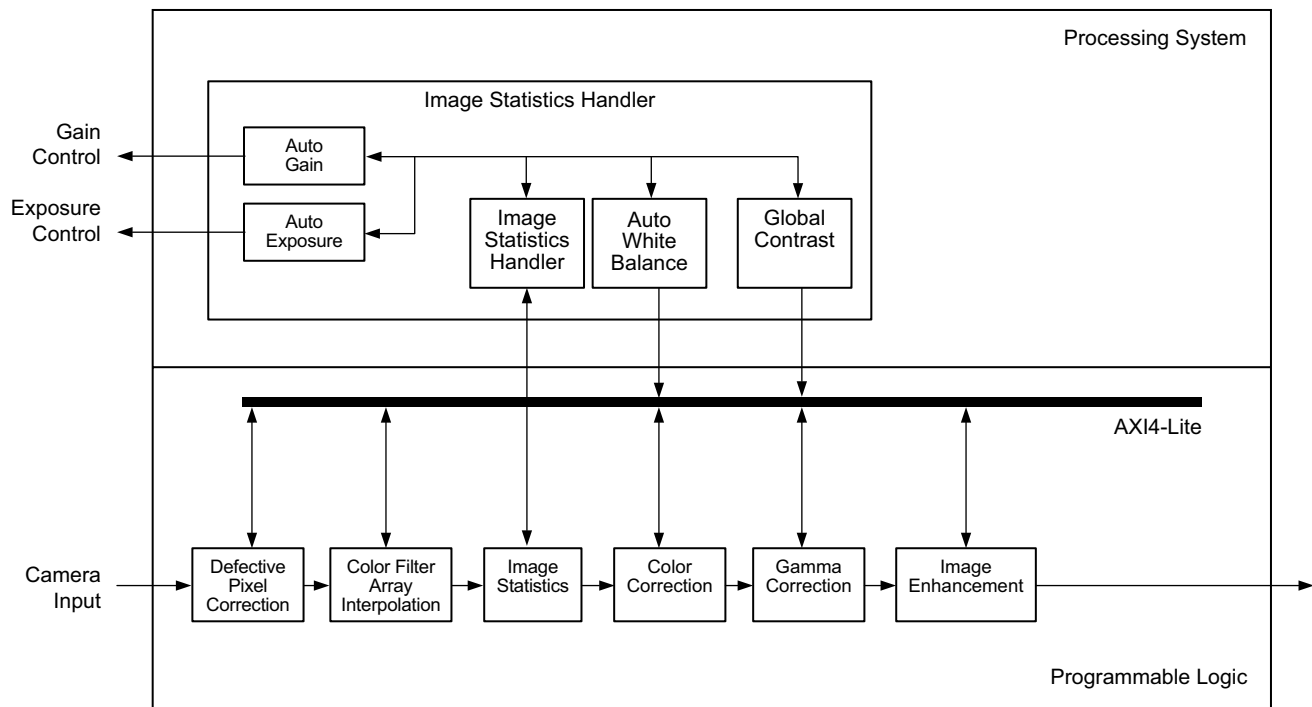 Processing System
Image Statistics Handler
Gain
Control
Auto
Gain
Exposure
Control
Auto
Exposure
Image
Statistics
Handler
Auto
White
Balance
Global
Contrast
AXI4-Lite
Camera
Input
Defective
Pixel
Correction
Color Filter
Array
Interpolation
Image
Statistics
Color
Correction
Gamma
Correction
Image
Enhancement
Programmable Logic